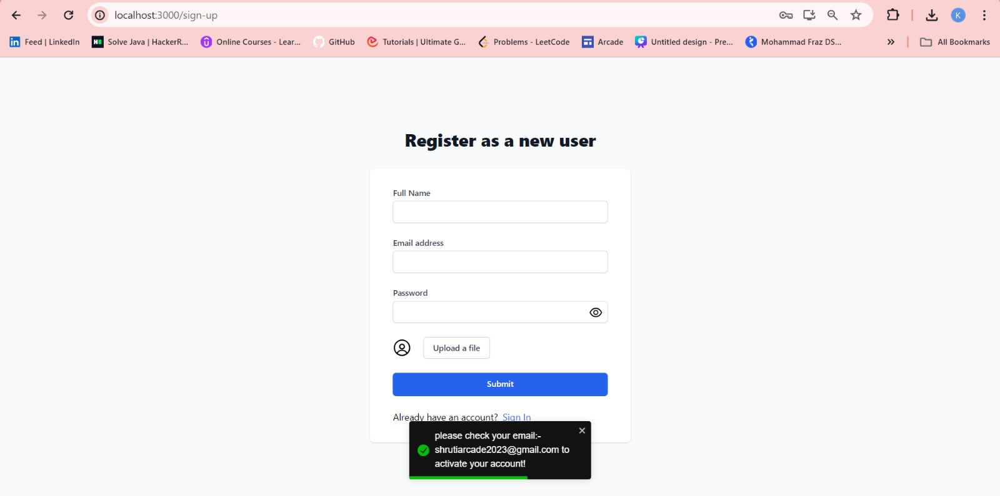 localhost:3000/sign-up
K
Feed | LinkedIn
Solve Java | HackerR...
Online Courses - Lear...
GitHub
Tutorials | Ultimate G...
Problems - LeetCode
Arcade
Untitled design - Pre...
Mohammad Fraz DS...
All Bookmarks
Register as a new user
Full Name
Email address
Password
Upload a file
Submit
Already have an account? Sign In
please check your email:-
shrutiarcade2023@gmail.com to
activate your account!